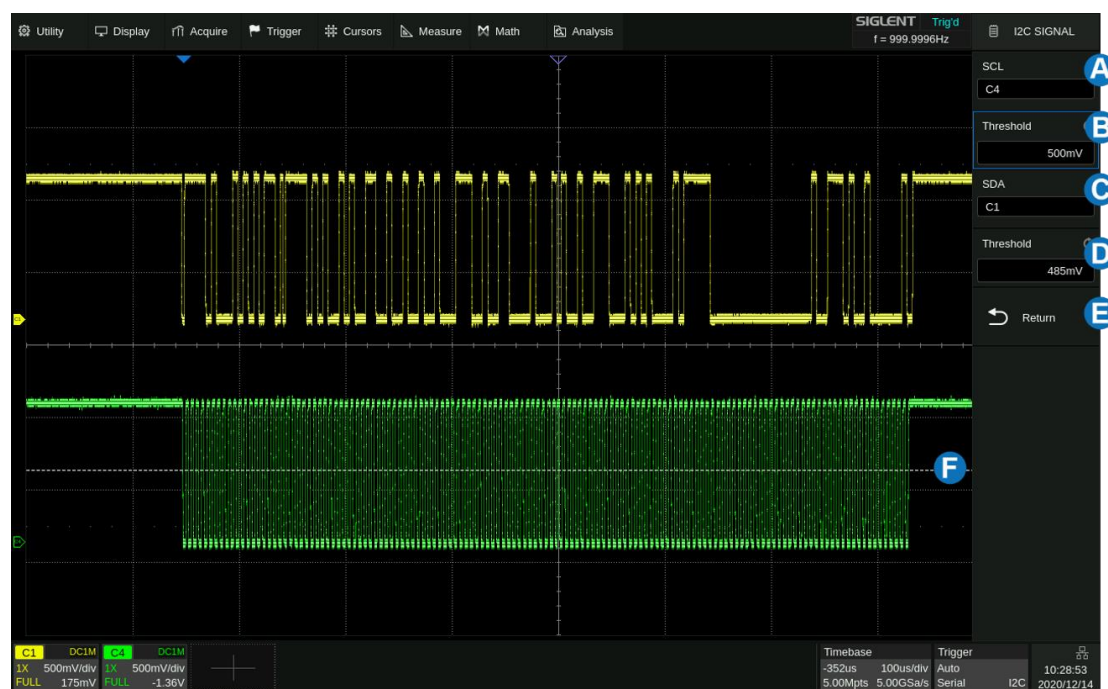 Utility Display Acquire Trigger Cursors Measure Math Analysis
SIGLENT Trig'd
f = 999.9996Hz
I2C SIGNAL
SCL
A
C4
Threshold
B
500mV
SDA
C
C1
Threshold
D
485mV
Return
E
F
C1 DC1M
1X 500mV/div
FULL 175mV
C4 DC1M
1X 500mV/div
FULL -1.36V
Timebase
-352us 100us/div
5.00Mpts 5.00GSa/s
Trigger
Auto
Serial I2C
10:28:53
2020/12/14